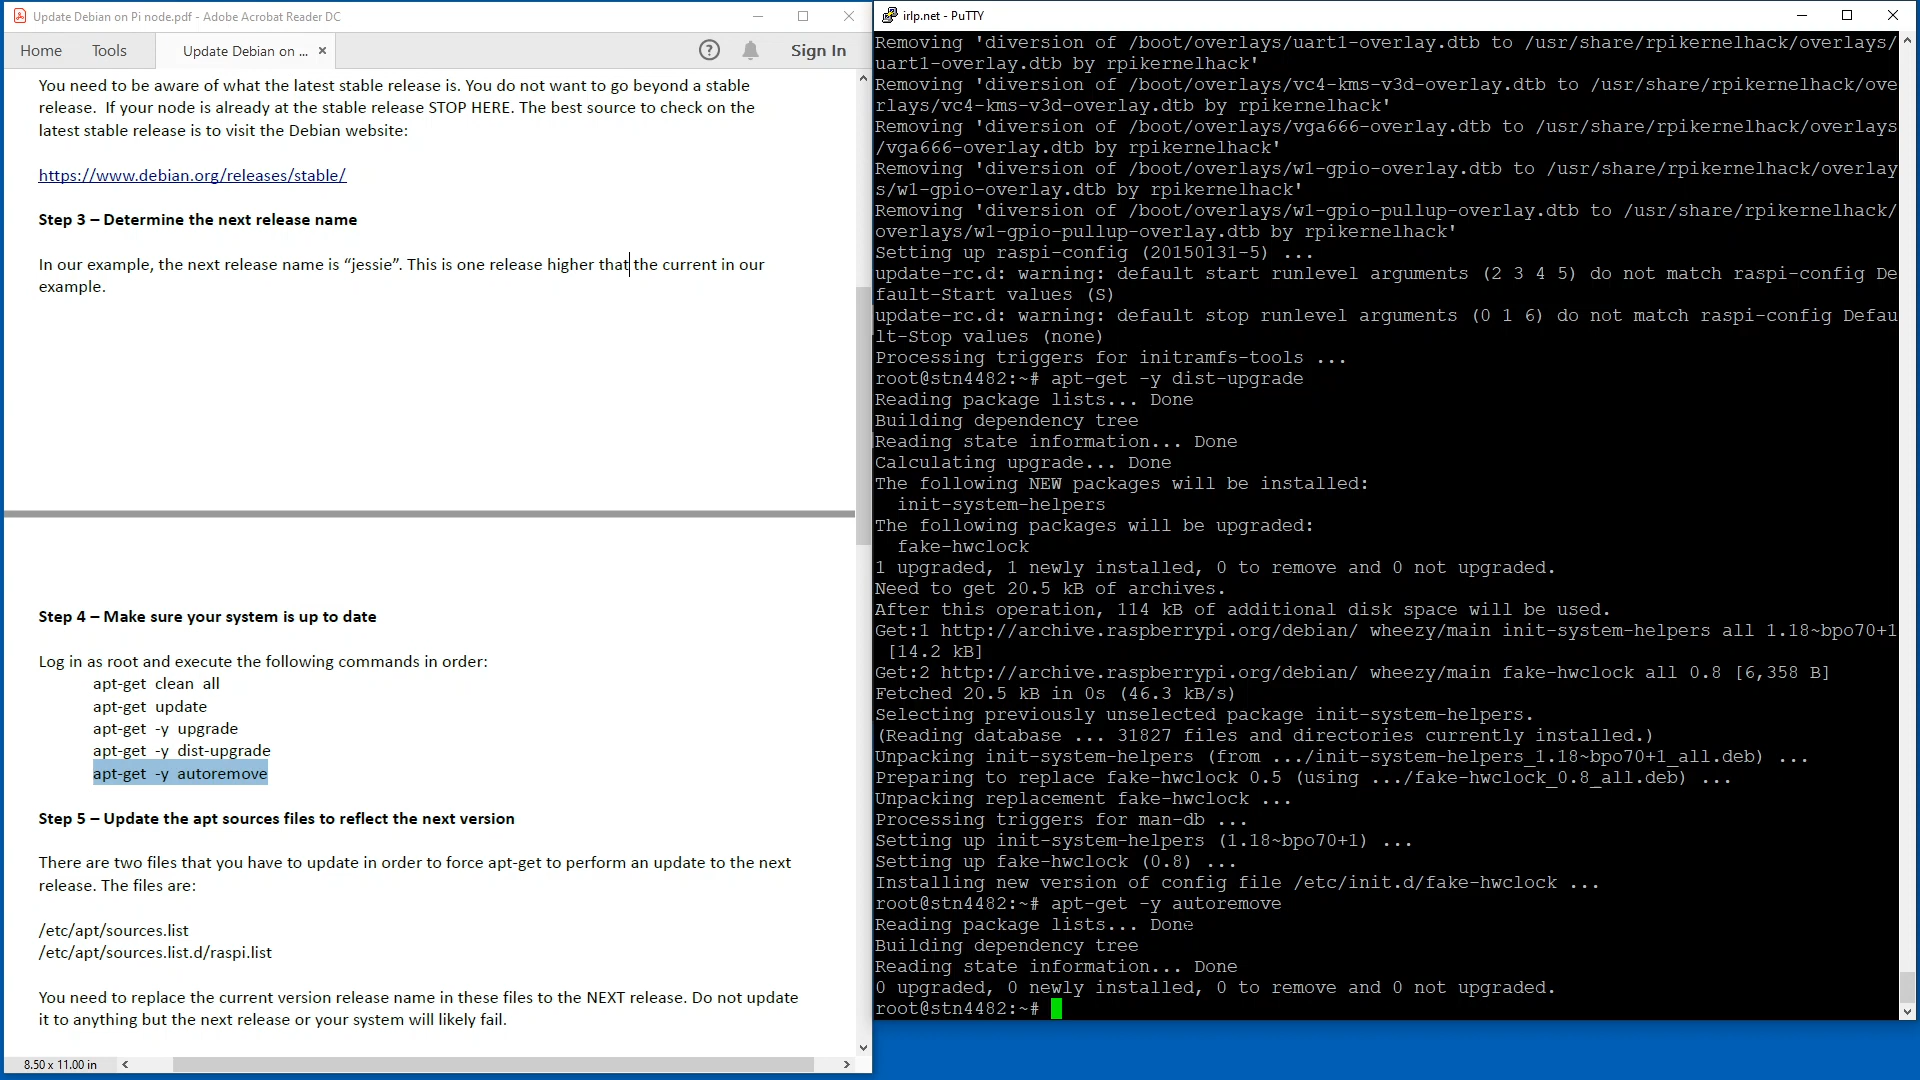 Update Debian on Pi node.pdf - Adobe Acrobat Reader DC
Home
Tools
Update Debian on ...
Sign In
You need to be aware of what the latest stable release is. You do not want to go beyond a stable
release.  If your node is already at the stable release STOP HERE. The best source to check on the
latest stable release is to visit the Debian website:
https://www.debian.org/releases/stable/
Step 3 – Determine the next release name
In our example, the next release name is “jessie”. This is one release higher that the current in our
example.
Step 4 – Make sure your system is up to date
Log in as root and execute the following commands in order:
apt-get  clean  all
apt-get  update
apt-get  -y  upgrade
apt-get  -y  dist-upgrade
apt-get  -y  autoremove
Step 5 – Update the apt sources files to reflect the next version
There are two files that you have to update in order to force apt-get to perform an update to the next
release. The files are:
/etc/apt/sources.list
/etc/apt/sources.list.d/raspi.list
You need to replace the current version release name in these files to the NEXT release. Do not update
it to anything but the next release or your system will likely fail.
8.50 x 11.00 in
irlp.net - PuTTY
Removing 'diversion of /boot/overlays/uart1-overlay.dtb to /usr/share/rpikernelhack/overlays/
uart1-overlay.dtb by rpikernelhack'
Removing 'diversion of /boot/overlays/vc4-kms-v3d-overlay.dtb to /usr/share/rpikernelhack/ove
rlays/vc4-kms-v3d-overlay.dtb by rpikernelhack'
Removing 'diversion of /boot/overlays/vga666-overlay.dtb to /usr/share/rpikernelhack/overlays
/vga666-overlay.dtb by rpikernelhack'
Removing 'diversion of /boot/overlays/w1-gpio-overlay.dtb to /usr/share/rpikernelhack/overlay
s/w1-gpio-overlay.dtb by rpikernelhack'
Removing 'diversion of /boot/overlays/w1-gpio-pullup-overlay.dtb to /usr/share/rpikernelhack/
overlays/w1-gpio-pullup-overlay.dtb by rpikernelhack'
Setting up raspi-config (20150131-5) ...
update-rc.d: warning: default start runlevel arguments (2 3 4 5) do not match raspi-config De
fault-Start values (S)
update-rc.d: warning: default stop runlevel arguments (0 1 6) do not match raspi-config Defau
lt-Stop values (none)
Processing triggers for initramfs-tools ...
root@stn4482:~# apt-get -y dist-upgrade
Reading package lists... Done
Building dependency tree
Reading state information... Done
Calculating upgrade... Done
The following NEW packages will be installed:
  init-system-helpers
The following packages will be upgraded:
  fake-hwclock
1 upgraded, 1 newly installed, 0 to remove and 0 not upgraded.
Need to get 20.5 kB of archives.
After this operation, 114 kB of additional disk space will be used.
Get:1 http://archive.raspberrypi.org/debian/ wheezy/main init-system-helpers all 1.18~bpo70+1
 [14.2 kB]
Get:2 http://archive.raspberrypi.org/debian/ wheezy/main fake-hwclock all 0.8 [6,358 B]
Fetched 20.5 kB in 0s (46.3 kB/s)
Selecting previously unselected package init-system-helpers.
(Reading database ... 31827 files and directories currently installed.)
Unpacking init-system-helpers (from .../init-system-helpers_1.18~bpo70+1_all.deb) ...
Preparing to replace fake-hwclock 0.5 (using .../fake-hwclock_0.8_all.deb) ...
Unpacking replacement fake-hwclock ...
Processing triggers for man-db ...
Setting up init-system-helpers (1.18~bpo70+1) ...
Setting up fake-hwclock (0.8) ...
Installing new version of config file /etc/init.d/fake-hwclock ...
root@stn4482:~# apt-get -y autoremove
Reading package lists... Done
Building dependency tree
Reading state information... Done
0 upgraded, 0 newly installed, 0 to remove and 0 not upgraded.
root@stn4482:~#